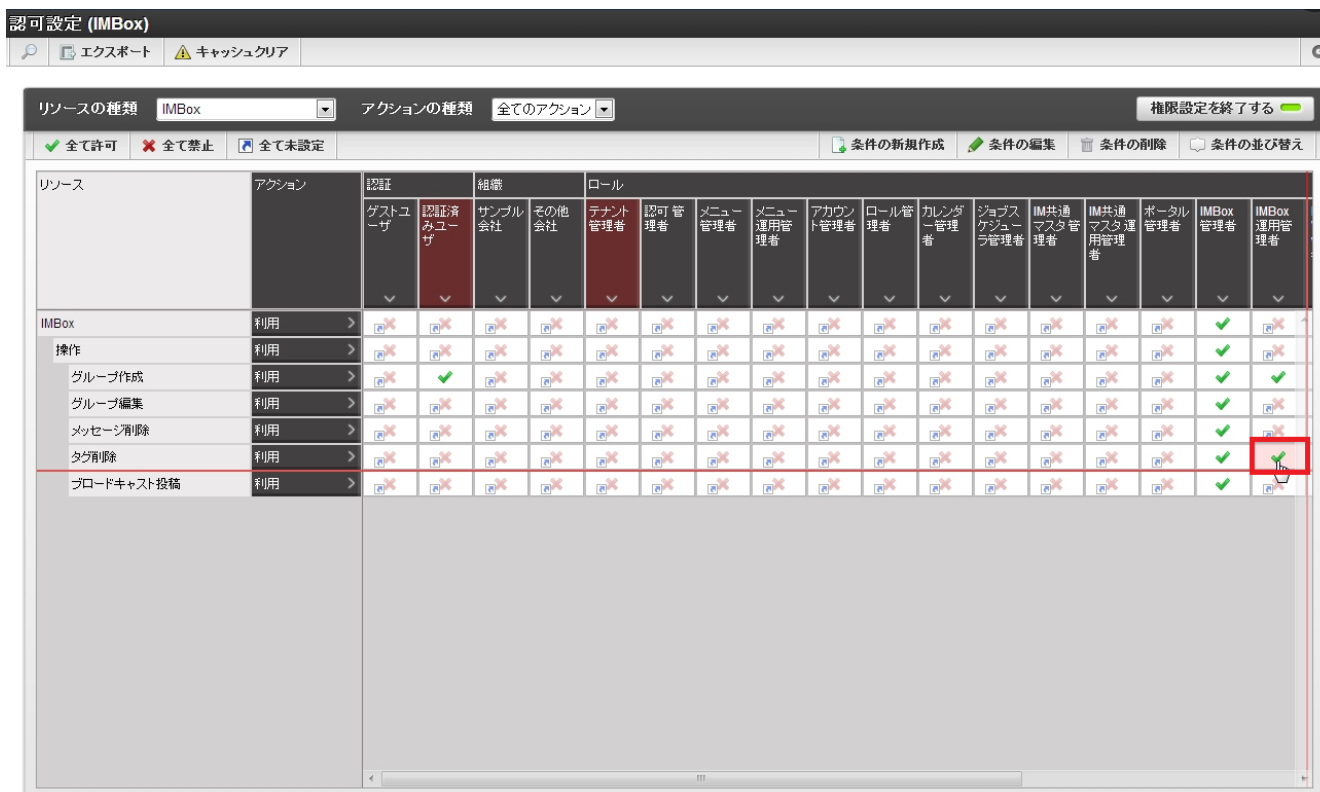 認可設定 (IMBox)
エクスポート キャッシュクリア
リソースの種類 IMBox アクションの種類 全てのアクション 権限設定を終了する
全て許可 全て禁止 全て未設定 条件の新規作成 条件の編集 条件の削除 条件の並び替え
リソース アクション 認証 組織 ロール
ゲストユーザ 認証済みユーザ サンプル会社 その他会社 テナント管理者 認可管理者 メニュー管理者 メニュー運用管理者 アカウント管理者 ロール管理者 カレンダー管理者 ジョブスケジューラ管理者 IM共通マスタ管理者 IM共通マスタ運用管理者 ポータル管理者 IMBox管理者 IMBox運用管理者
IMBox 利用
操作 利用
グループ作成 利用
グループ編集 利用
メッセージ削除 利用
タグ削除 利用
ブロードキャスト投稿 利用